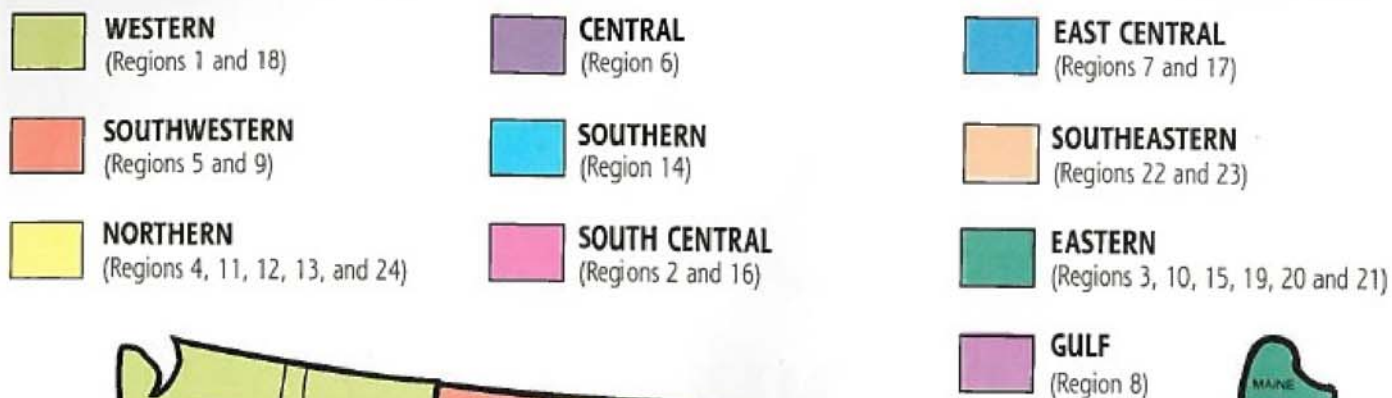 WESTERN
(Regions 1 and 18)
SOUTHWESTERN
(Regions 5 and 9)
NORTHERN
(Regions 4, 11, 12, 13, and 24)
CENTRAL
(Region 6)
SOUTHERN
(Region 14)
SOUTH CENTRAL
(Regions 2 and 16)
EAST CENTRAL
(Regions 7 and 17)
SOUTHEASTERN
(Regions 22 and 23)
EASTERN
(Regions 3, 10, 15, 19, 20 and 21)
GULF
(Region 8)
MAINE